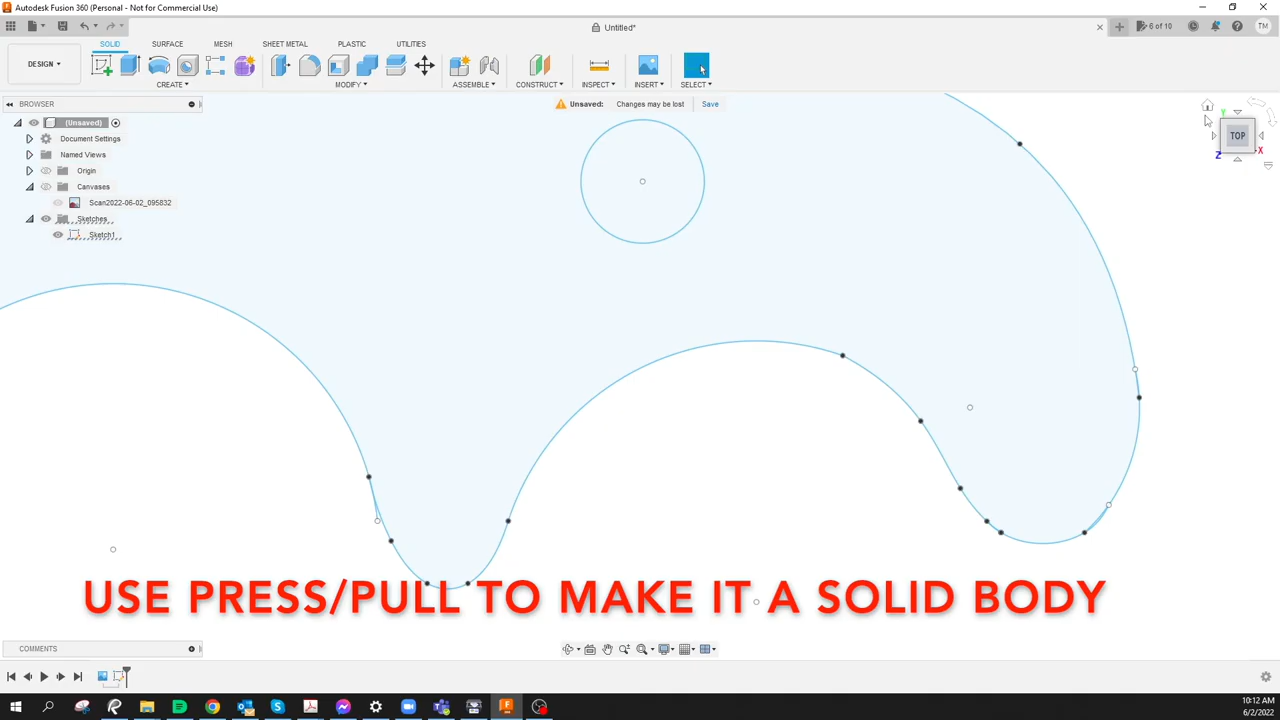 Autodesk Fusion 360 (Personal - Not for Commercial Use)
Untitled*
6 of 10
TM
DESIGN
SOLID SURFACE MESH SHEET METAL PLASTIC UTILITIES
CREATE MODIFY ASSEMBLE CONSTRUCT INSPECT INSERT SELECT
BROWSER
Unsaved: Changes may be lost Save
(Unsaved)
Document Settings
Named Views
Origin
Canvases
Scan2022-06-02_095832
Sketches
Sketch1
Y
TOP
Z
-X
USE PRESS/PULL TO MAKE IT A SOLID BODY
COMMENTS
10:12 AM
6/2/2022